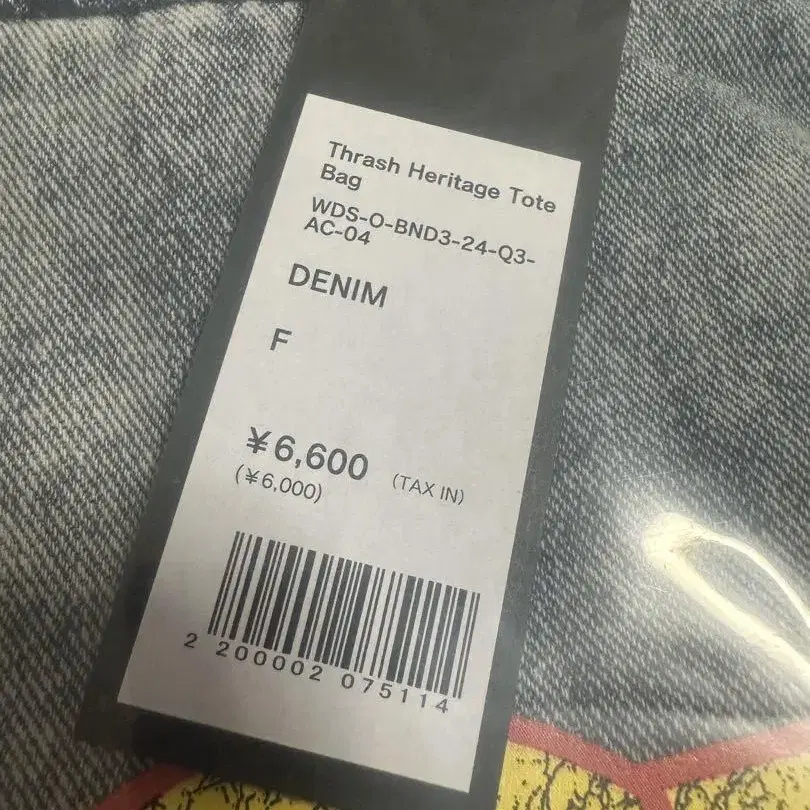 Thrash Heritage Tote
Bag
WDS-O-BND3-24-Q3-
AC-04
DENIM
F
¥6,600 (TAX IN)
(¥6,000)
2 200002 075114